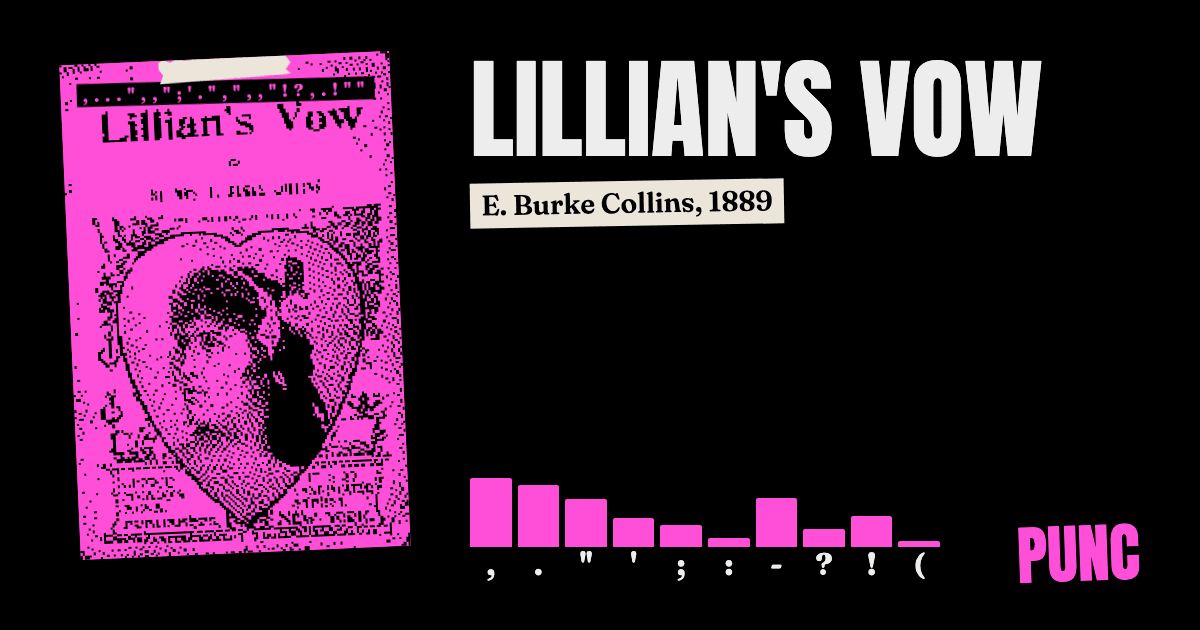 ,...",,";'.",",,"!?,.!""
Lillian's Vow
LILLIAN'S VOW
E. Burke Collins, 1889
, . " ' ; : - ? ! (
PUNC